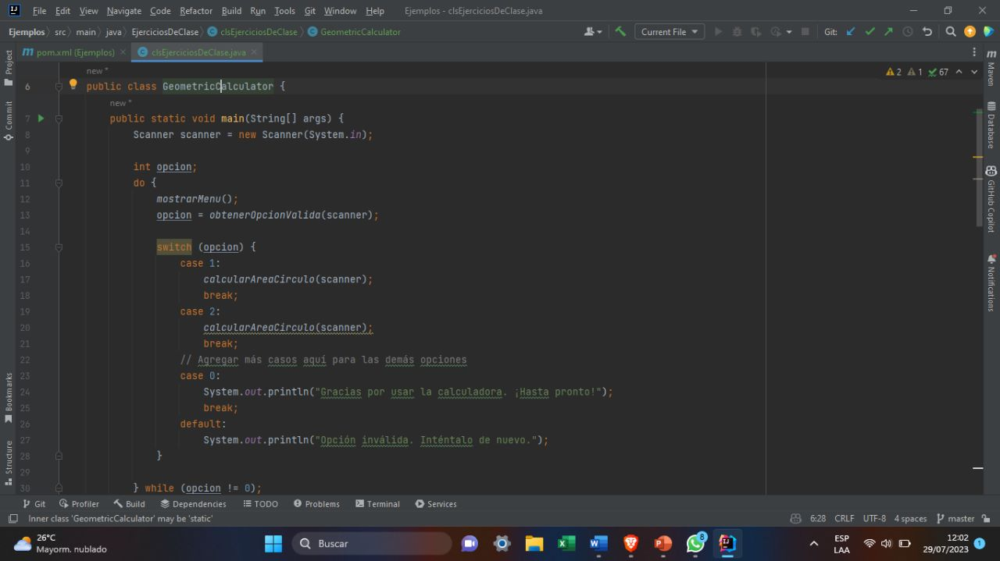 File Edit View Navigate Code Refactor Build Run Tools Git Window Help Ejemplos - clsEjerciciosDeClase.java
Ejemplos src main java EjerciciosDeClase clsEjerciciosDeClase GeometricCalculator Current File Git:
pom.xml (Ejemplos) clsEjerciciosDeClase.java
Project
Commit
Bookmarks
Structure
new *
2 1 67
6 public class GeometricCalculator {
new *
7 public static void main(String[] args) {
8 Scanner scanner = new Scanner(System.in);
9
10 int opcion;
11 do {
12 mostrarMenu();
13 opcion = obtenerOpcionValida(scanner);
14
15 switch (opcion) {
16 case 1:
17 calcularAreaCirculo(scanner);
18 break;
19 case 2:
20 calcularAreaCirculo(scanner);
21 break;
22 // Agregar más casos aquí para las demás opciones
23 case 0:
24 System.out.println("Gracias por usar la calculadora. ¡Hasta pronto!");
25 break;
26 default:
27 System.out.println("Opción inválida. Inténtalo de nuevo.");
28 }
29
30 } while (opcion != 0);
Maven
Database
GitHub Copilot
Notifications
Git Profiler Build Dependencies TODO Problems Terminal Services
Inner class 'GeometricCalculator' may be 'static' 6:28 CRLF UTF-8 4 spaces master
26°C
Mayorm. nublado
Buscar
8
ESP
LAA
12:02
29/07/2023
1